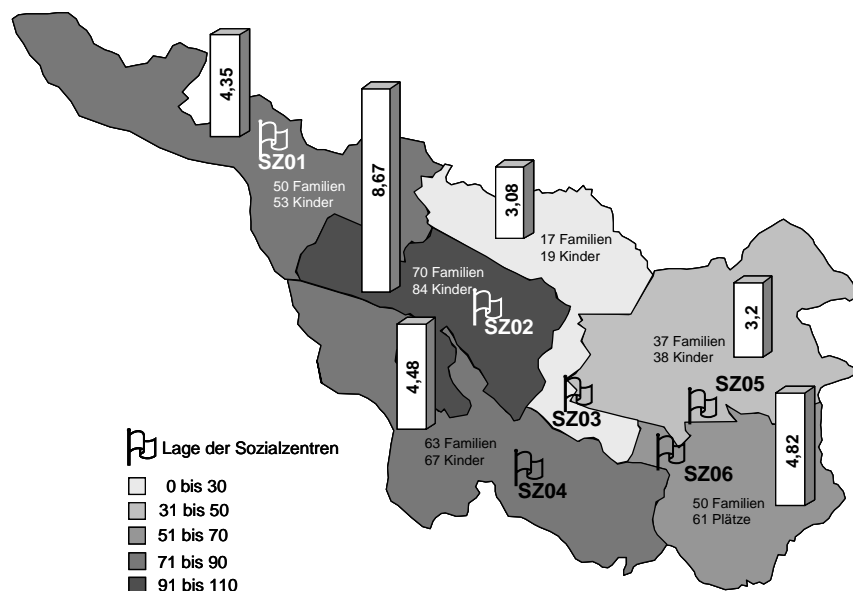 4,35
SZ01
50 Familien
53 Kinder
8,67
3,08
17 Familien
19 Kinder
70 Familien
84 Kinder
SZ02
3,2
37 Familien
38 Kinder
4,48
SZ05
SZ03
4,82
63 Familien
67 Kinder
SZ04
SZ06
50 Familien
61 Plätze
Lage der Sozialzentren
0 bis 30
31 bis 50
51 bis 70
71 bis 90
91 bis 110